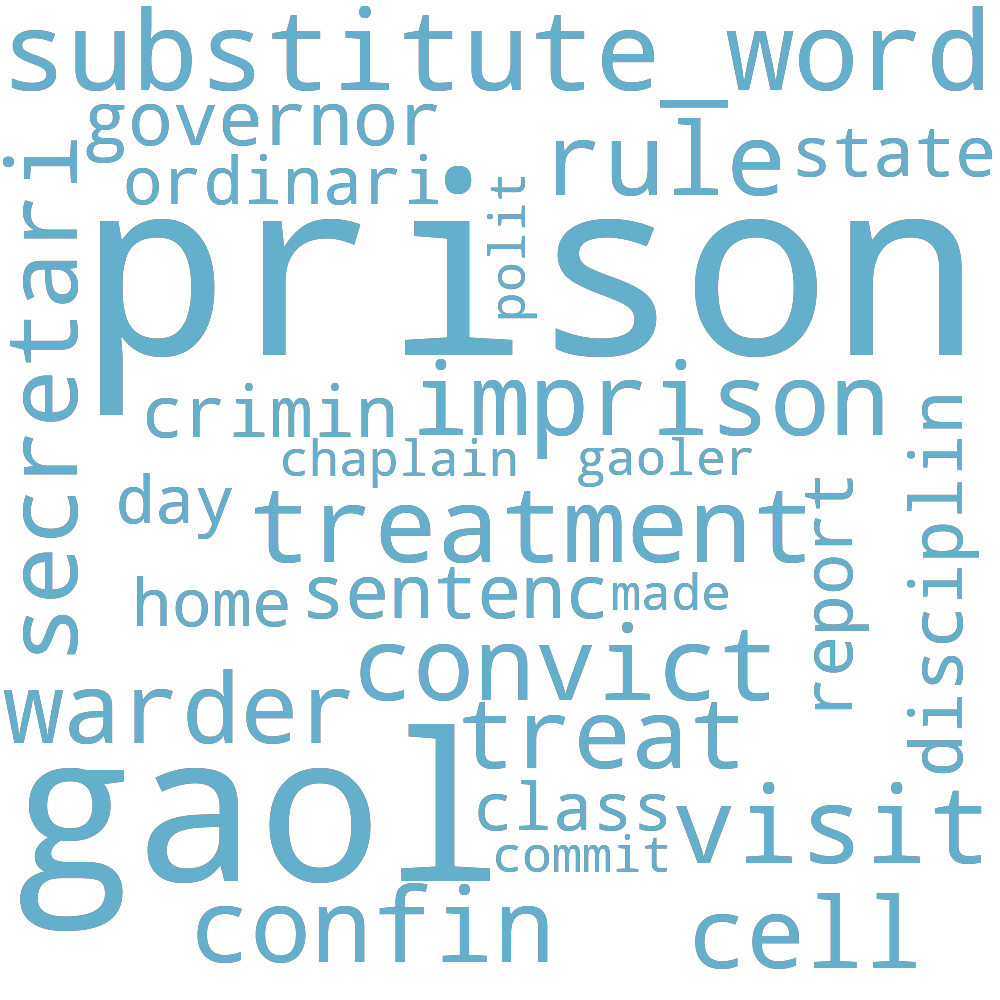 substitute_word
governor
rule
state
ordinari
secretari
polit
prison
crimin
imprison
chaplain
gaoler
disciplin
day
treatment
report
home
sentenc
made
convict
warder
treat
gaol
class
visit
commit
confin
cell